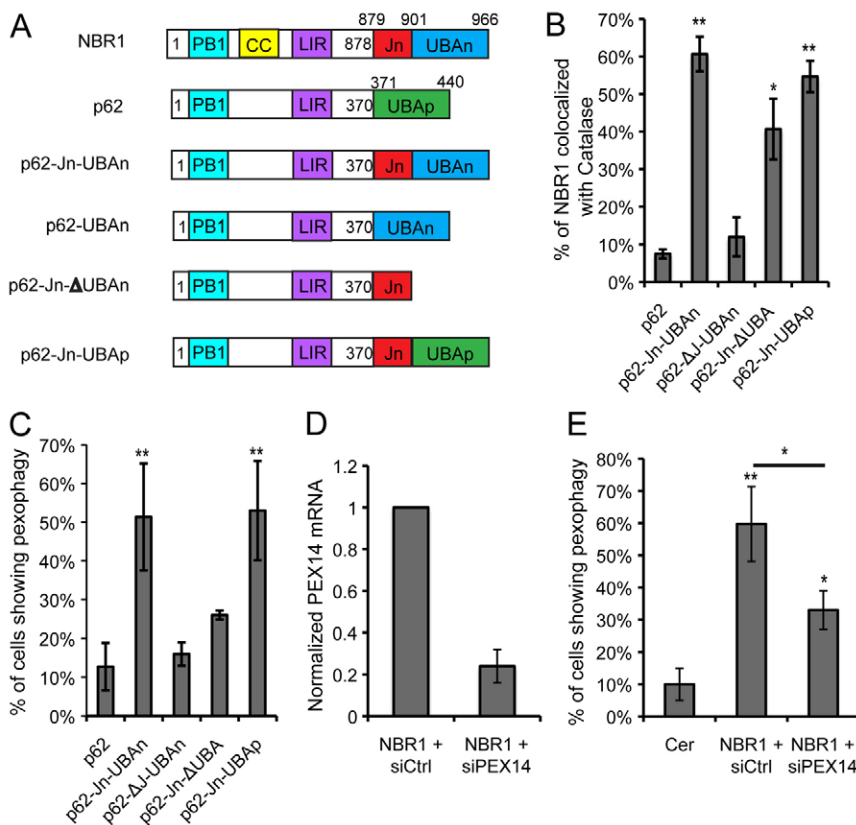 A
879 901 966
NBR1 1 PB1 CC LIR 878 Jn UBAn
371 440
p62 1 PB1 LIR 370 UBAp
p62-Jn-UBAn 1 PB1 LIR 370 Jn UBAn
p62-UBAn 1 PB1 LIR 370 UBAn
p62-Jn-ΔUBAn 1 PB1 LIR 370 Jn
p62-Jn-UBAp 1 PB1 LIR 370 Jn UBAp
B
% of NBR1 colocalized
with Catalase
70%
60%
50%
40%
30%
20%
10%
0%
**
*
**
p62
p62-Jn-UBAn
p62-ΔJ-UBAn
p62-Jn-ΔUBA
p62-Jn-UBAp
C
% of cells showing pexophagy
70%
60%
50%
40%
30%
20%
10%
0%
**
**
p62
p62-Jn-UBAn
p62-ΔJ-UBAn
p62-Jn-ΔUBA
p62-Jn-UBAp
D
Normalized PEX14 mRNA
1.2
1
0.8
0.6
0.4
0.2
0
NBR1 +
siCtrl
NBR1 +
siPEX14
E
% of cells showing pexophagy
80%
70%
60%
50%
40%
30%
20%
10%
0%
*
**
*
Cer
NBR1 +
siCtrl
NBR1 +
siPEX14